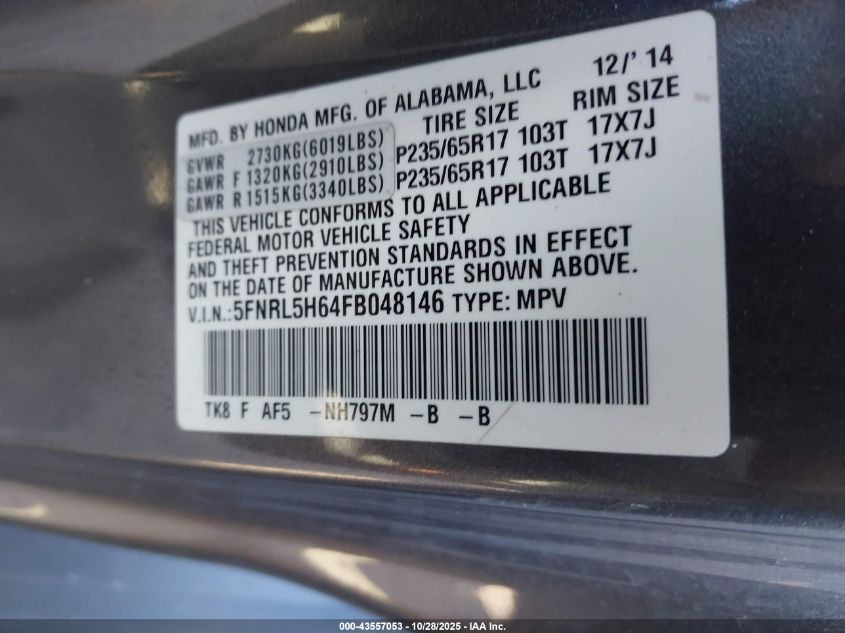 MFD. BY HONDA MFG. OF ALABAMA, LLC 12/' 14
TIRE SIZE RIM SIZE
GVWR 2730KG(6019LBS)
GAWR F 1320KG(2910LBS) P235/65R17 103T 17X7J
GAWR R 1515KG(3340LBS) P235/65R17 103T 17X7J
THIS VEHICLE CONFORMS TO ALL APPLICABLE
FEDERAL MOTOR VEHICLE SAFETY
AND THEFT PREVENTION STANDARDS IN EFFECT
ON THE DATE OF MANUFACTURE SHOWN ABOVE.
V.I.N.:5FNRL5H64FB048146 TYPE: MPV
TK8 F AF5 -NH797M -B -B
000-43557053 | 10/28/2025 - IAA Inc.